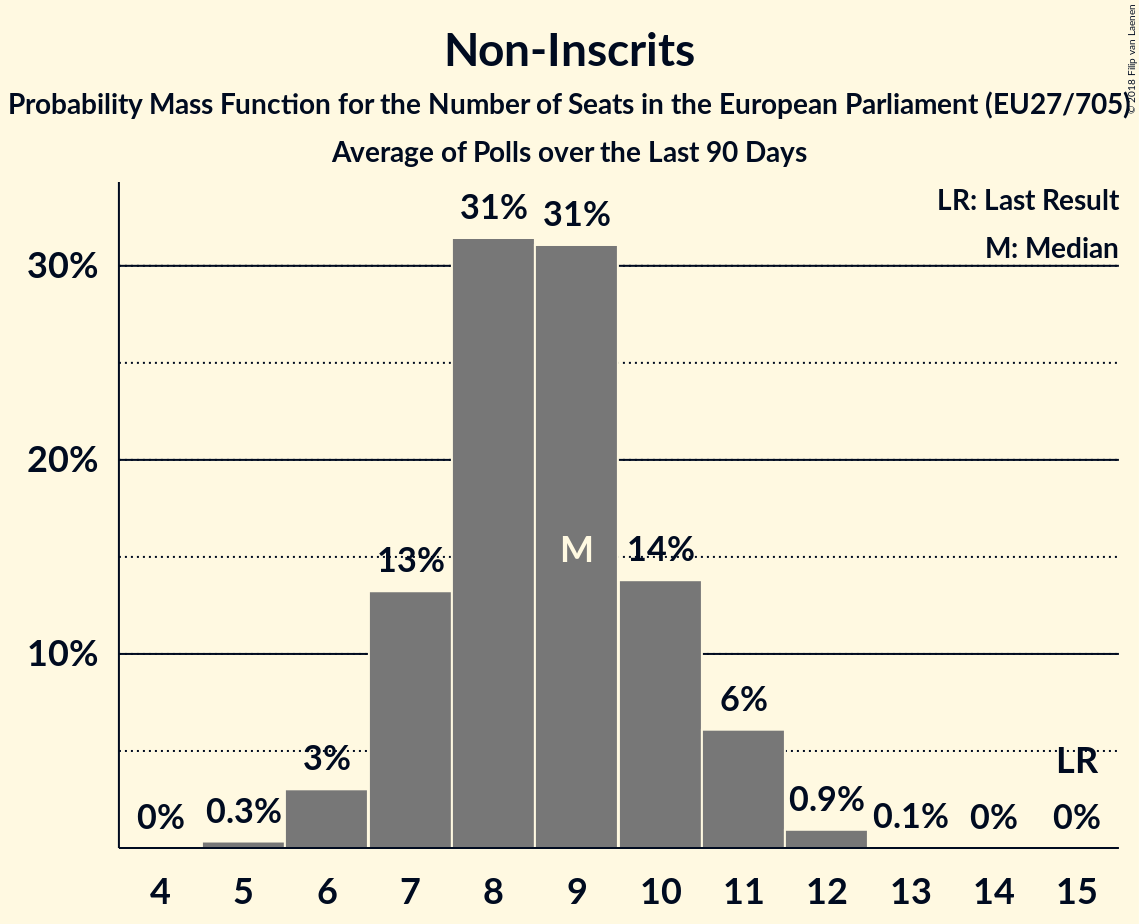 Non-Inscrits
Probability Mass Function for the Number of Seats in the European Parliament (EU27/705)
Average of Polls over the Last 90 Days
© 2018 Filip van Laenen
LR: Last Result
M: Median
31% 31%
30%
20%
13% M 14%
10%
6%
3% LR
0% 0.3% 0.9% 0.1% 0% 0%
4 5 6 7 8 9 10 11 12 13 14 15